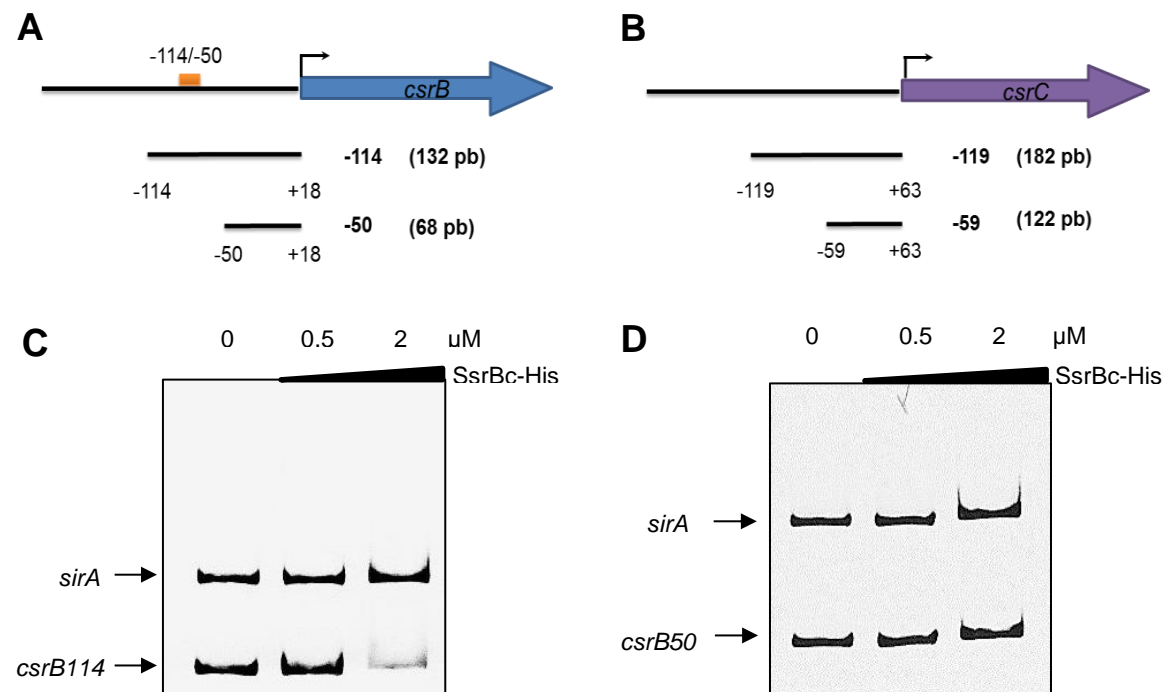 A
-114/-50
csrB
-114 (132 pb)
-114 +18
-50 (68 pb)
-50 +18
B
csrC
-119 (182 pb)
-119 +63
-59 (122 pb)
-59 +63
C
0 0.5 2 µM
SsrBc-His
sirA
csrB114
D
0 0.5 2 µM
SsrBc-His
sirA
csrB50